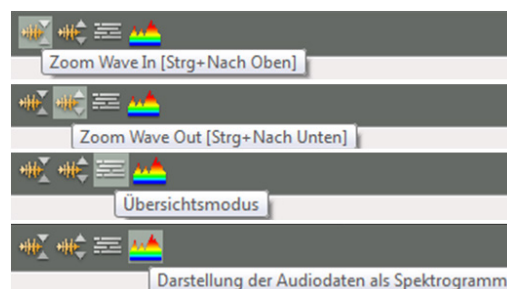 Zoom Wave In [Strg+Nach Oben]
Zoom Wave Out [Strg+Nach Unten]
Übersichtsmodus
Darstellung der Audiodaten als Spektrogramm